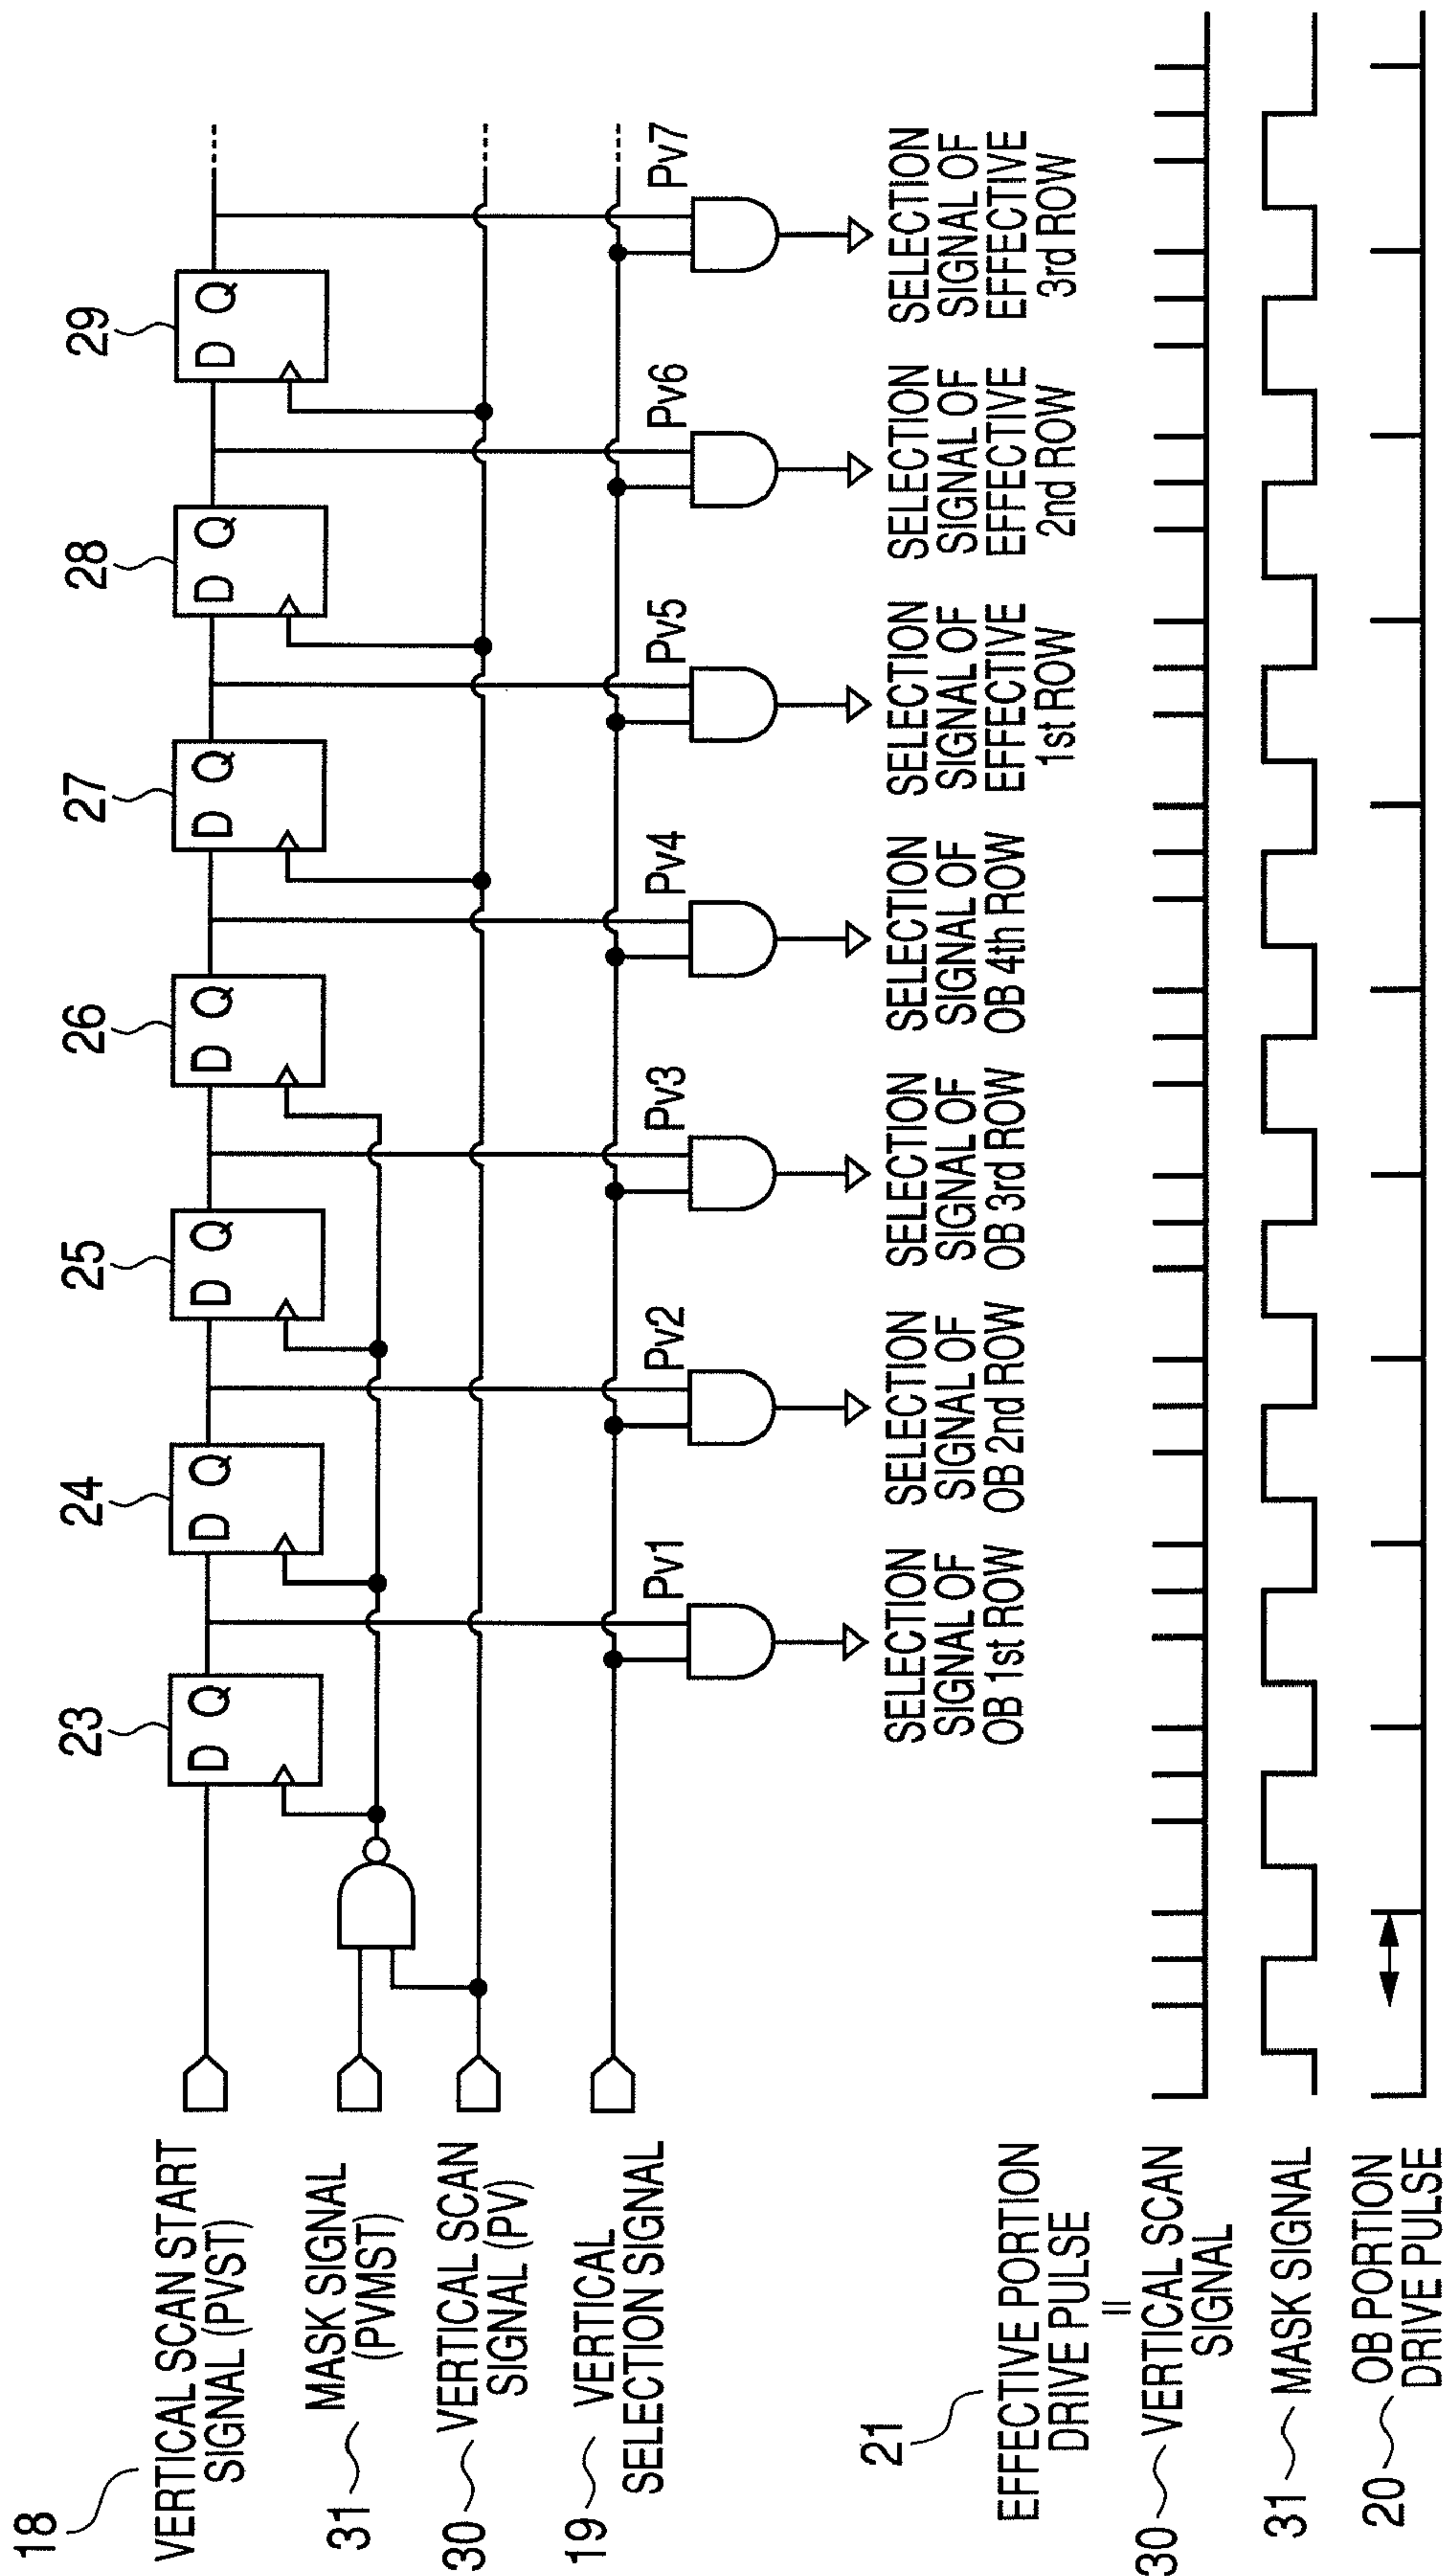 18
VERTICAL SCAN START
SIGNAL (PVST)
31
MASK SIGNAL
(PVMST)
30
VERTICAL SCAN
SIGNAL (PV)
19
VERTICAL
SELECTION SIGNAL
23
D Q
24
D Q
25
D Q
26
D Q
27
D Q
28
D Q
29
D Q
Pv1
Pv2
Pv3
Pv4
Pv5
Pv6
Pv7
SELECTION
SIGNAL OF
OB 1st ROW
SELECTION
SIGNAL OF
OB 2nd ROW
SELECTION
SIGNAL OF
OB 3rd ROW
SELECTION
SIGNAL OF
OB 4th ROW
SELECTION
SIGNAL OF
EFFECTIVE
1st ROW
SELECTION
SIGNAL OF
EFFECTIVE
2nd ROW
SELECTION
SIGNAL OF
EFFECTIVE
3rd ROW
21
EFFECTIVE PORTION
DRIVE PULSE
=
30
VERTICAL SCAN
SIGNAL
31
MASK SIGNAL
20
OB PORTION
DRIVE PULSE